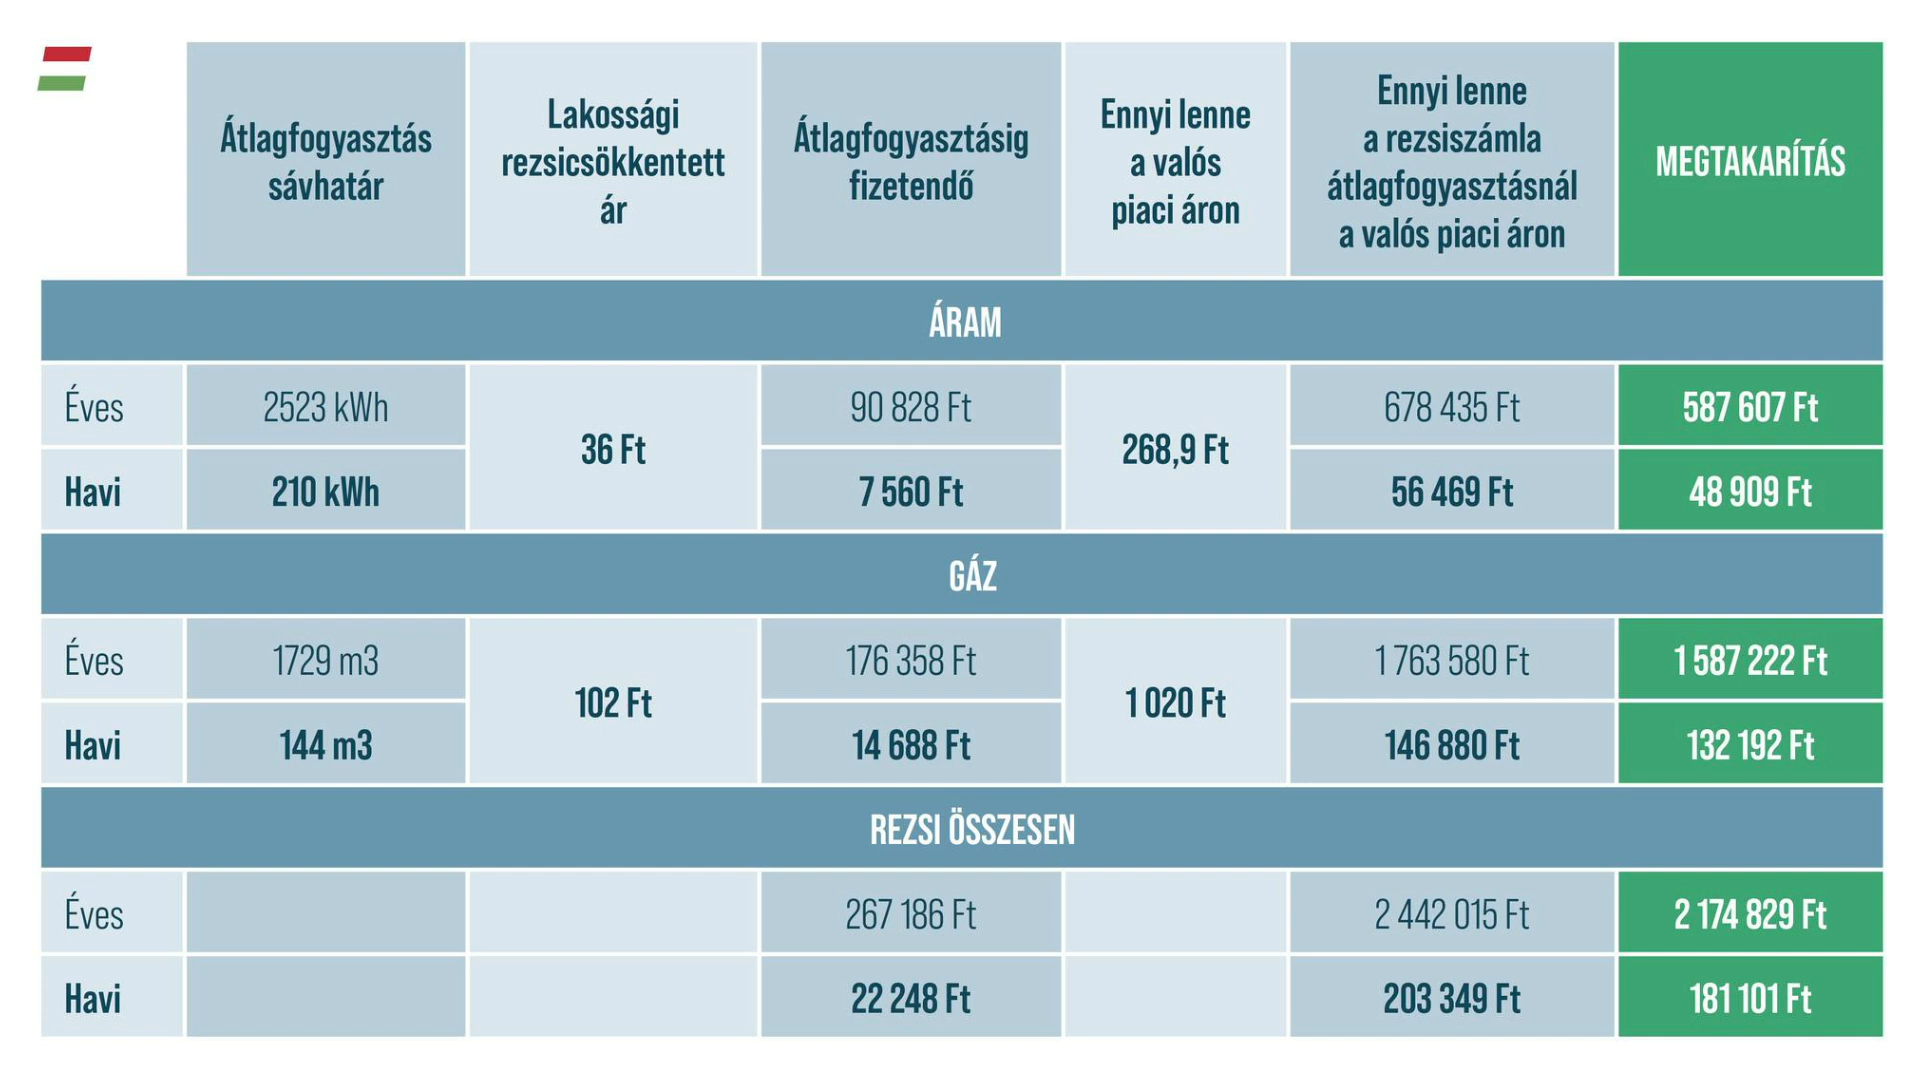 Átlagfogyasztás
sávhatár
Lakossági
rezsicsökkentett
ár
Átlagfogyasztásig
fizetendő
Ennyi lenne
a valós
piaci áron
Ennyi lenne
a rezsiszámla
átlagfogyasztásnál
a valós piaci áron
MEGTAKARÍTÁS
ÁRAM
Éves
2523 kWh
36 Ft
90 828 Ft
268,9 Ft
678 435 Ft
587 607 Ft
Havi
210 kWh
7 560 Ft
56 469 Ft
48 909 Ft
GÁZ
Éves
1729 m3
102 Ft
176 358 Ft
1 020 Ft
1 763 580 Ft
1 587 222 Ft
Havi
144 m3
14 688 Ft
146 880 Ft
132 192 Ft
REZSI ÖSSZESEN
Éves
267 186 Ft
2 442 015 Ft
2 174 829 Ft
Havi
22 248 Ft
203 349 Ft
181 101 Ft